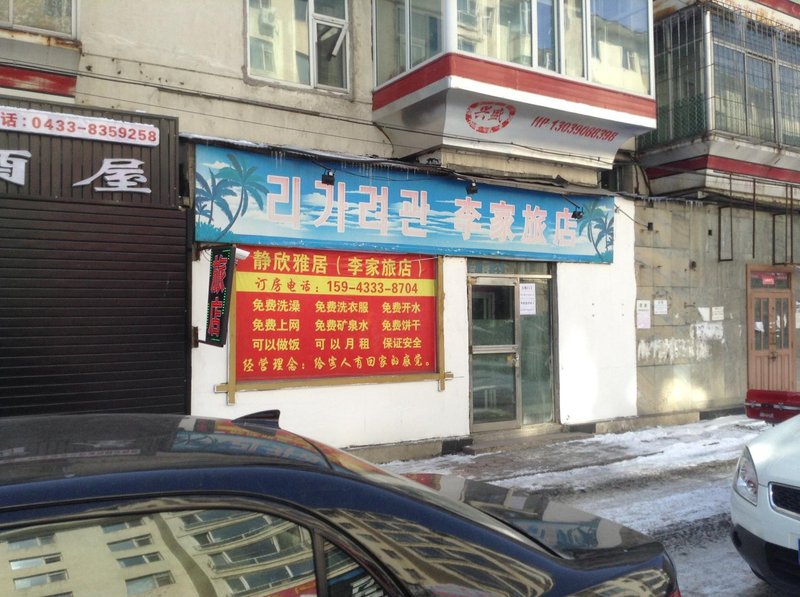 话:0433-8359258
酒屋
兴盛
HP 13039068398
리가려관 李家旅店
旅店
静欣雅居(李家旅店)
订房电话:159-4333-8704
免费洗澡 免费洗衣服 免费开水
免费上网 免费矿泉水 免费饼干
可以做饭 可以月租 保证安全
经营理念:给客人有回家的感觉。